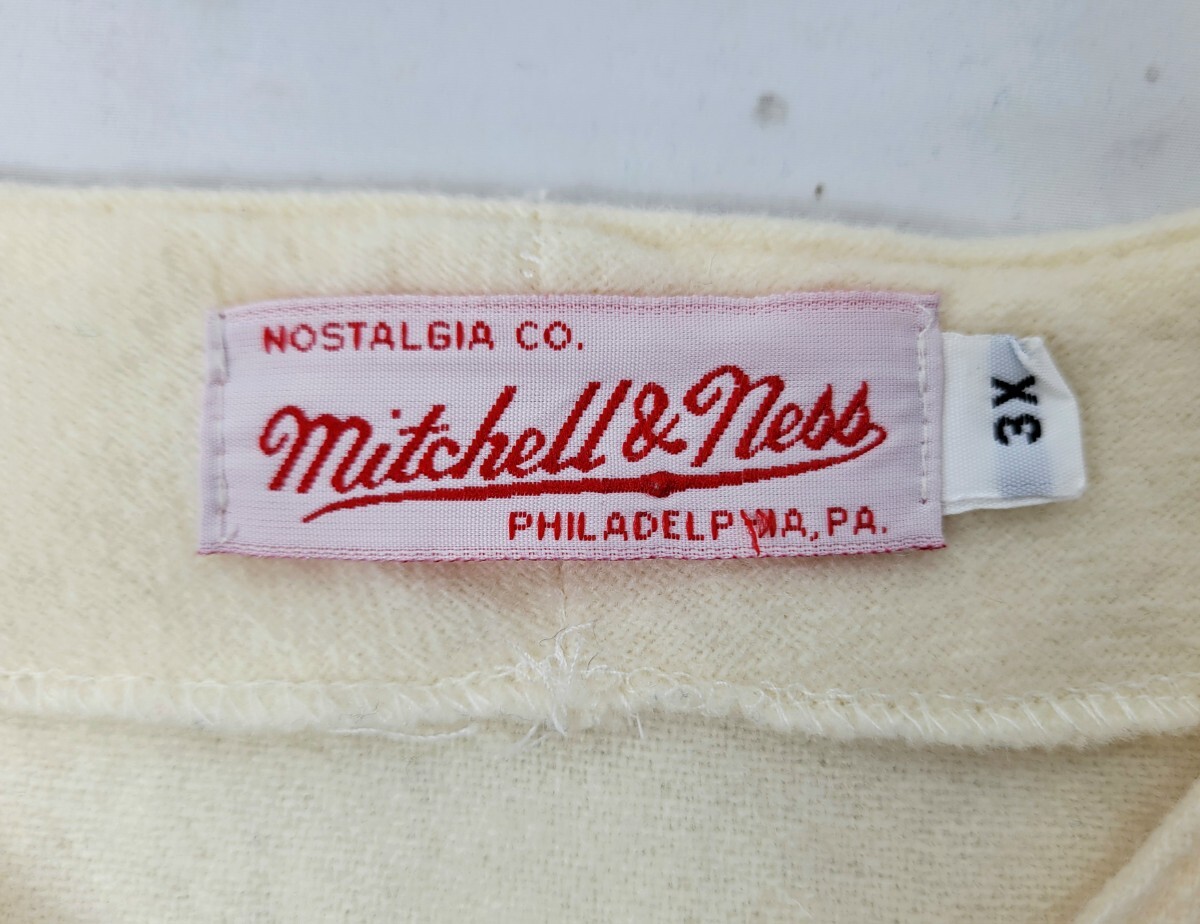 NOSTALGIA CO.
Mitchell & Ness
PHILADELPHIA, PA.
3X